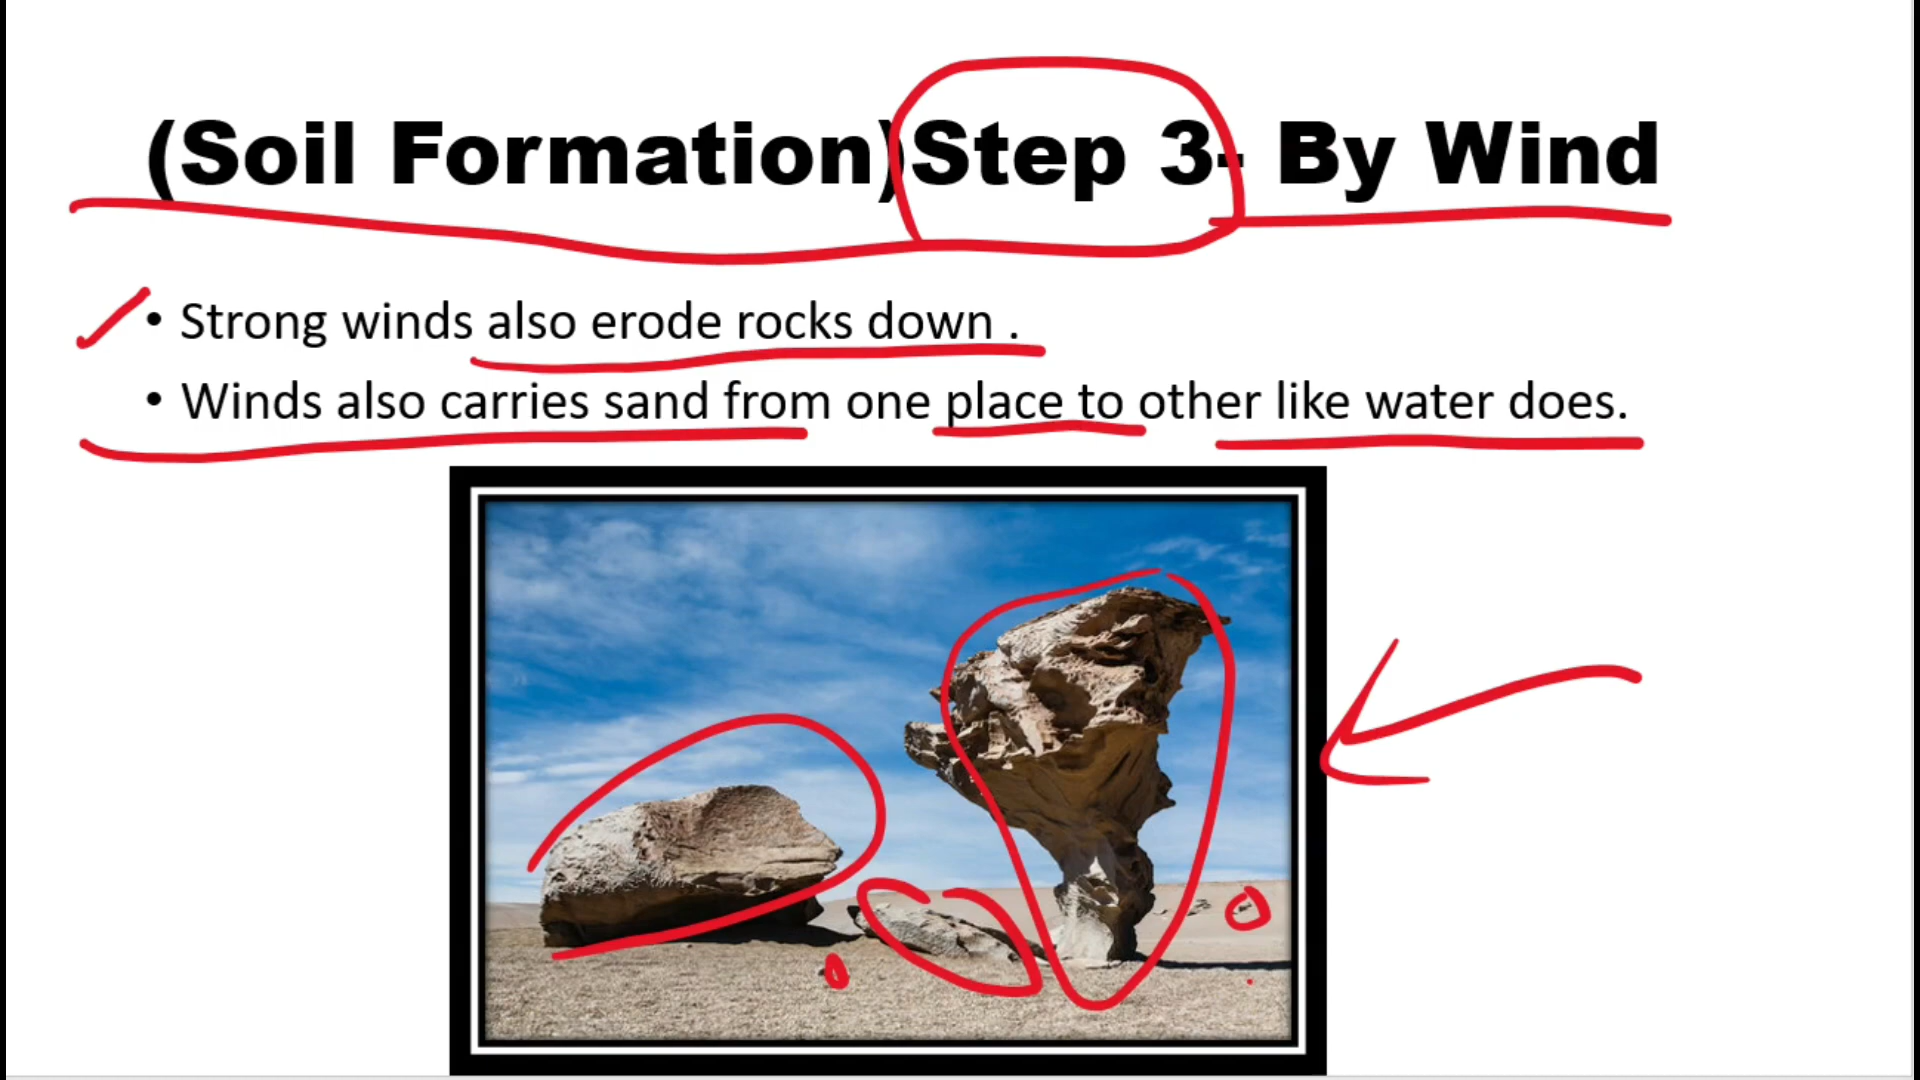 (Soil Formation)Step 3- By Wind
• Strong winds also erode rocks down .
• Winds also carries sand from one place to other like water does.